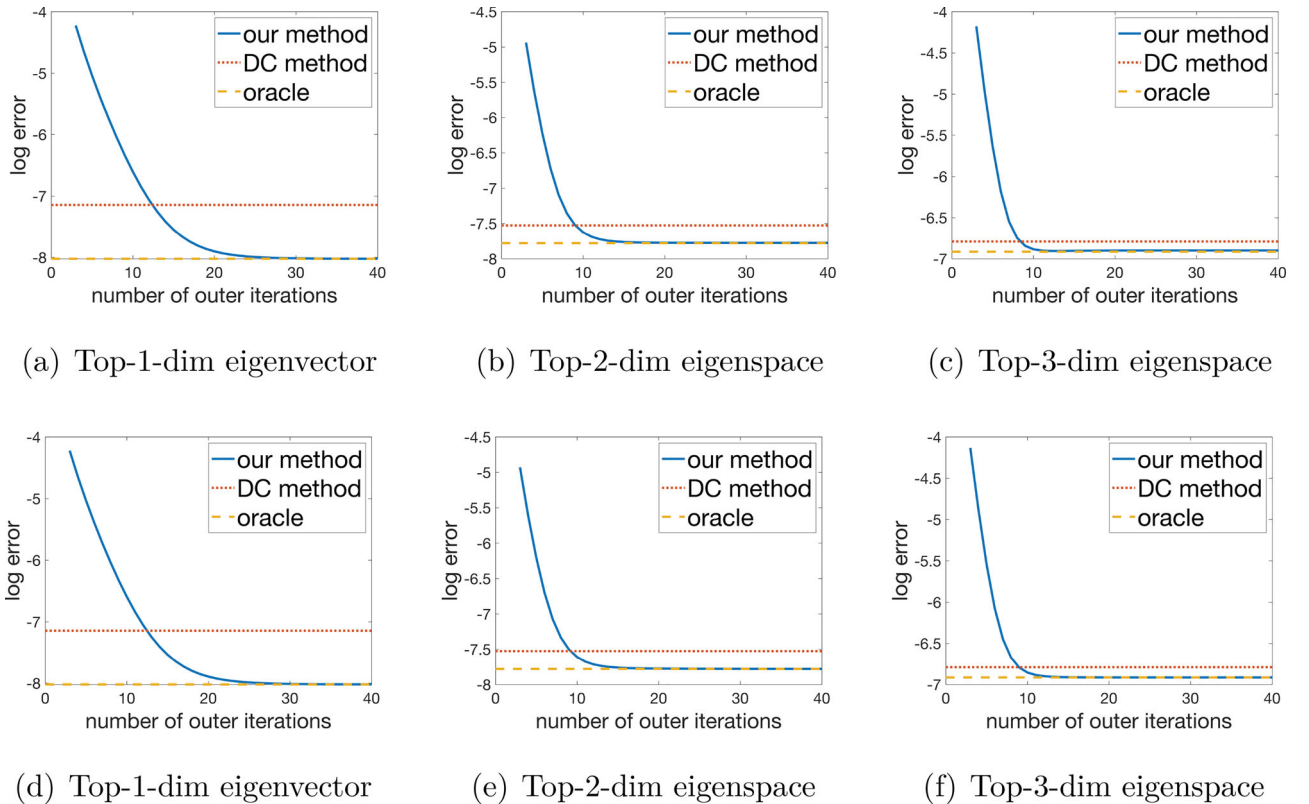 -4
-5
-6
-7
-8
0 10 20 30 40
log error
number of outer iterations
our method
DC method
oracle
(a) Top-1-dim eigenvector
-4.5
-5
-5.5
-6
-6.5
-7
-7.5
-8
0 10 20 30 40
log error
number of outer iterations
our method
DC method
oracle
(b) Top-2-dim eigenspace
-4
-4.5
-5
-5.5
-6
-6.5
-7
0 10 20 30 40
log error
number of outer iterations
our method
DC method
oracle
(c) Top-3-dim eigenspace
-4
-5
-6
-7
-8
0 10 20 30 40
log error
number of outer iterations
our method
DC method
oracle
(d) Top-1-dim eigenvector
-4.5
-5
-5.5
-6
-6.5
-7
-7.5
-8
0 10 20 30 40
log error
number of outer iterations
our method
DC method
oracle
(e) Top-2-dim eigenspace
-4
-4.5
-5
-5.5
-6
-6.5
-7
0 10 20 30 40
log error
number of outer iterations
our method
DC method
oracle
(f) Top-3-dim eigenspace